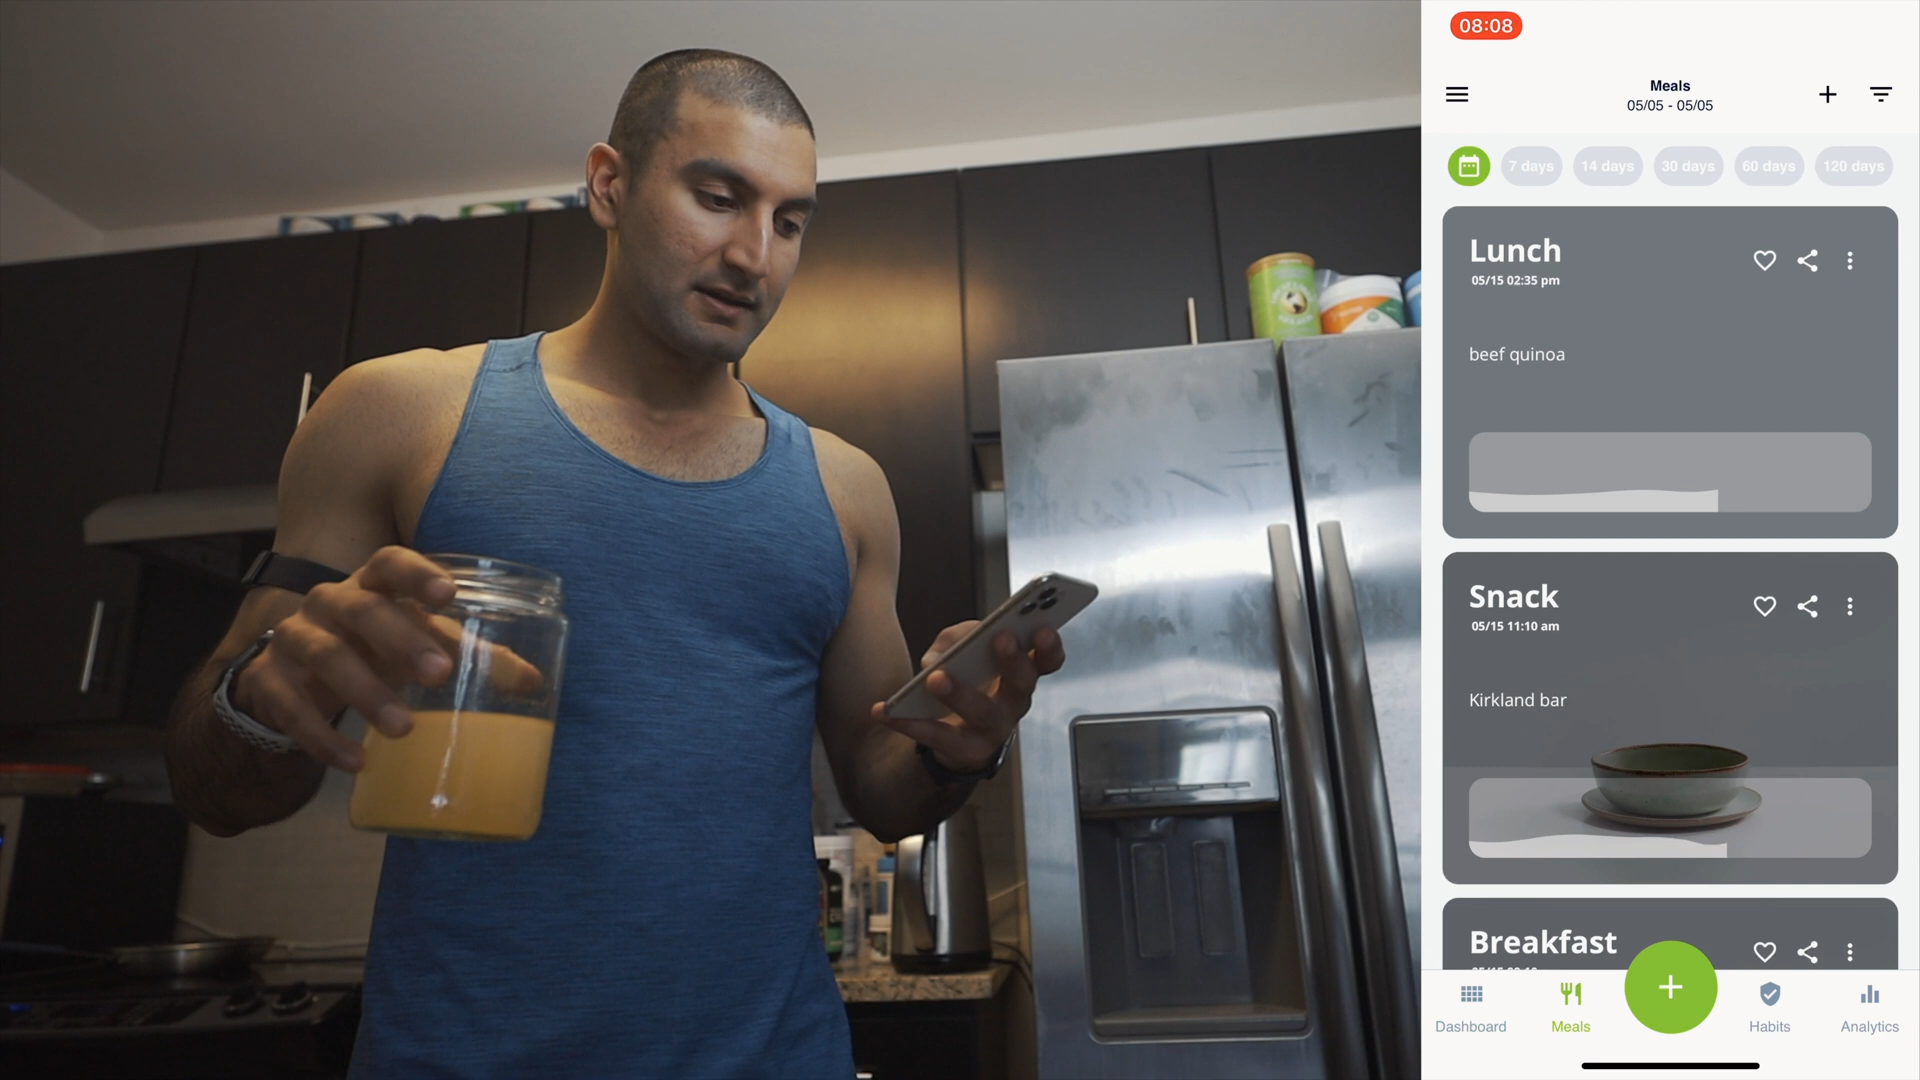 08:08
Meals
05/05 - 05/05
7 days
14 days
30 days
60 days
120 days
Lunch
05/15 02:35 pm
beef quinoa
Snack
05/15 11:10 am
Kirkland bar
Breakfast
Dashboard
Meals
Habits
Analytics